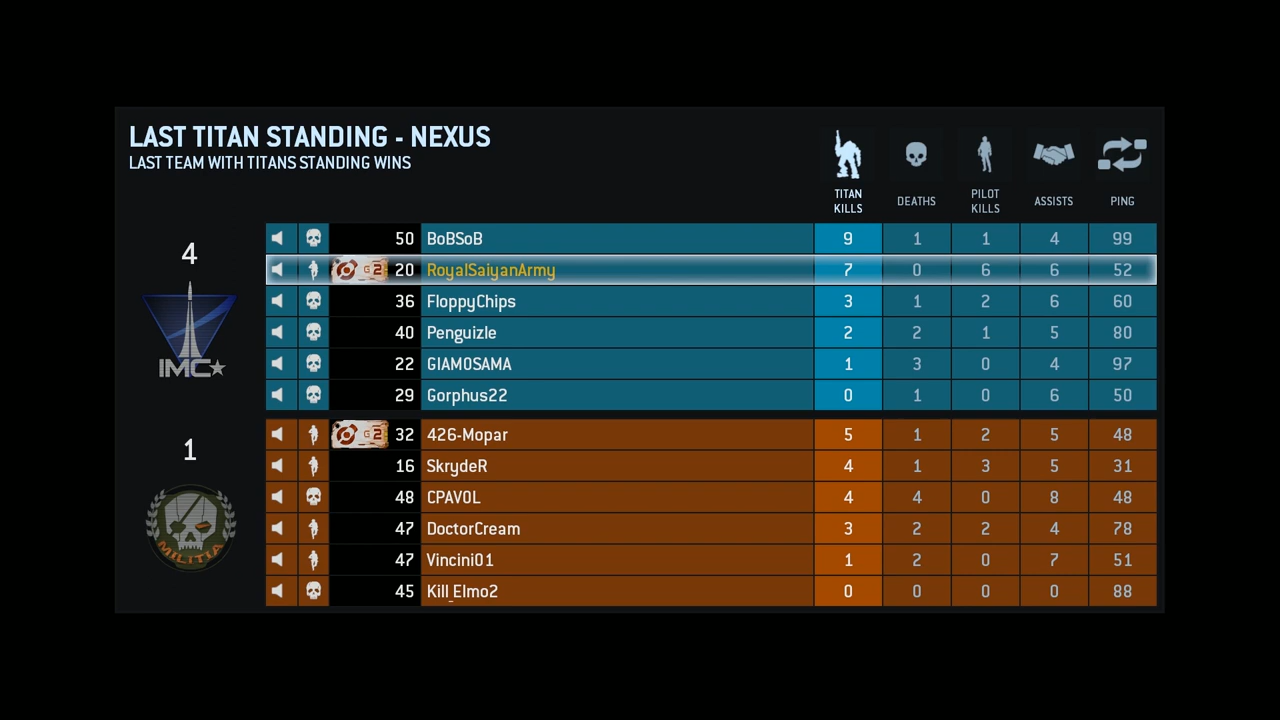 LAST TITAN STANDING - NEXUS
LAST TEAM WITH TITANS STANDING WINS
TITAN KILLS DEATHS PILOT KILLS ASSISTS PING
4
IMC
50 BoBSoB 9 1 1 4 99
G 2 20 RoyalSaiyanArmy 7 0 6 6 52
36 FloppyChips 3 1 2 6 60
40 Penguizle 2 2 1 5 80
22 GIAMOSAMA 1 3 0 4 97
29 Gorphus22 0 1 0 6 50
1
MILITIA
G 2 32 426-Mopar 5 1 2 5 48
16 SkrydeR 4 1 3 5 31
48 CPAVOL 4 4 0 8 48
47 DoctorCream 3 2 2 4 78
47 Vincini01 1 2 0 7 51
45 Kill_Elmo2 0 0 0 0 88